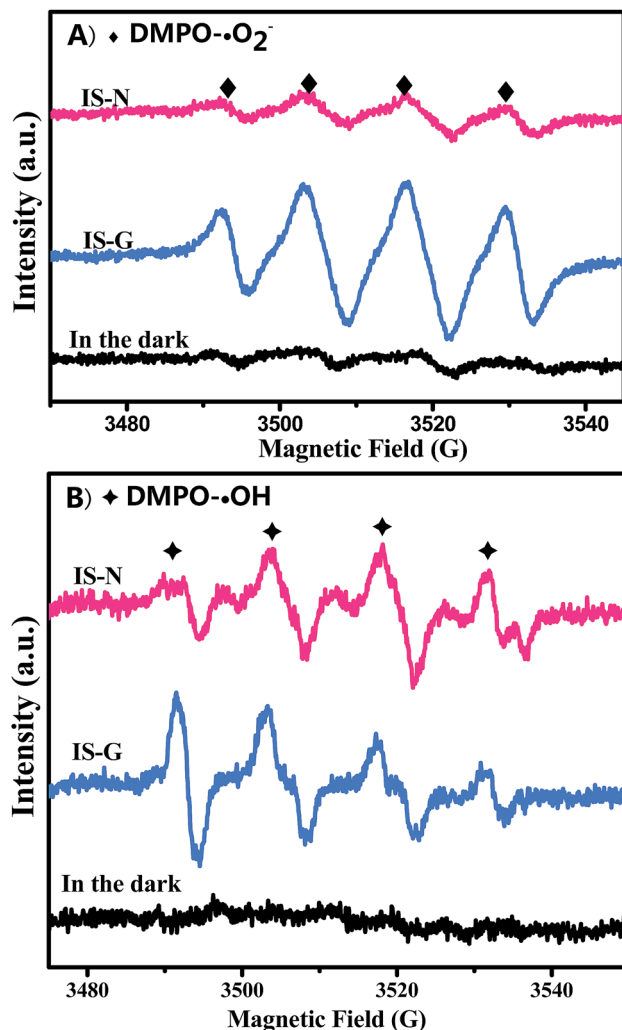 A) ♦ DMPO-•O₂⁻
IS-N
IS-G
In the dark
Intensity (a.u.)
3480 3500 3520 3540
Magnetic Field (G)
B) ✦ DMPO-•OH
IS-N
IS-G
In the dark
Intensity (a.u.)
3480 3500 3520 3540
Magnetic Field (G)